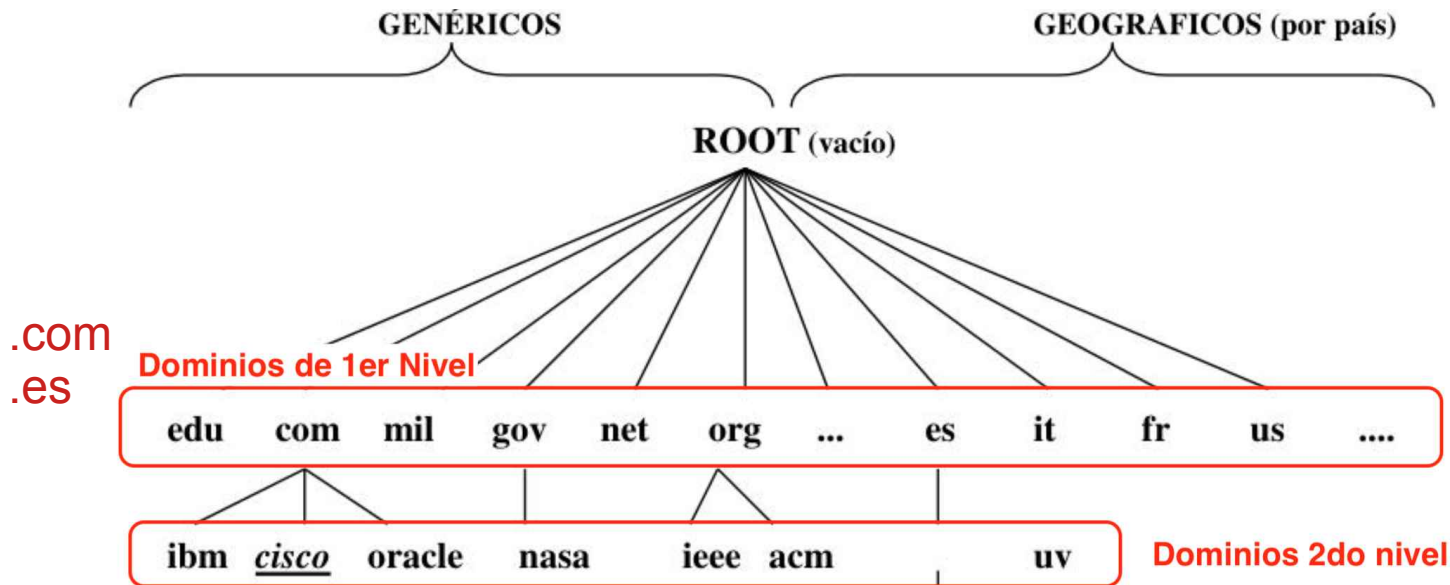 GENÉRICOS GEOGRAFICOS (por país)
ROOT (vacío)
.com
.es
Dominios de 1er Nivel
edu com mil gov net org ... es it fr us ....
ibm cisco oracle nasa ieee acm uv
Dominios 2do nivel